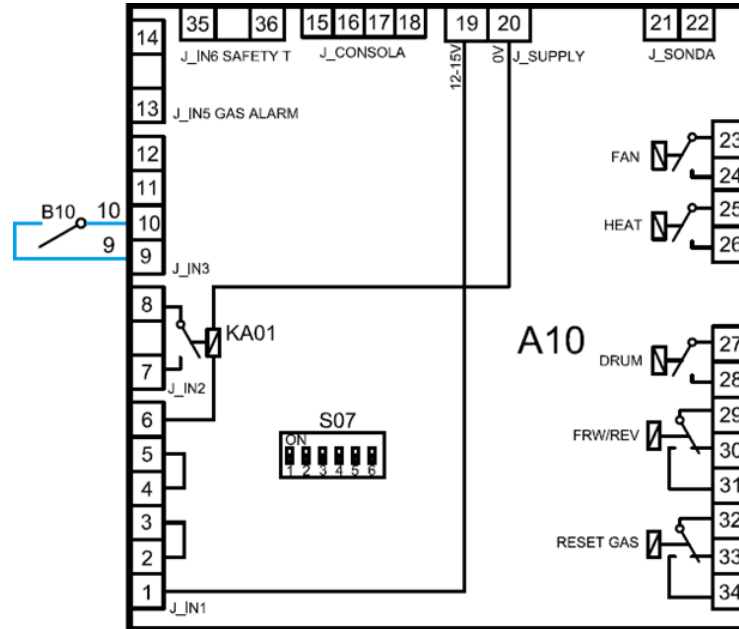 35 36 15 16 17 18 19 20 21 22
14
J_IN6 SAFETY T
J_CONSOLA
12-15V
0V
J_SUPPLY
J_SONDA
13
J_IN5 GAS ALARM
12
11
B10 10
10
9
9
J_IN3
8
KA01
7
J_IN2
6
5
4
3
2
1
J_IN1
S07
ON
1 2 3 4 5 6
A10
FAN
23
24
HEAT
25
26
DRUM
27
28
29
FRW/REV
30
31
32
RESET GAS
33
34